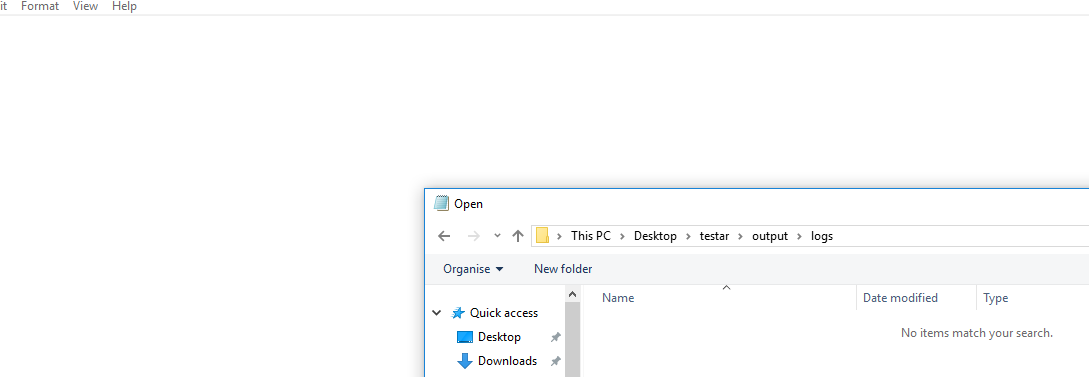 it Format View Help
Open
This PC Desktop testar output logs
Organise New folder
Name Date modified Type
Quick access
No items match your search.
Desktop
Downloads